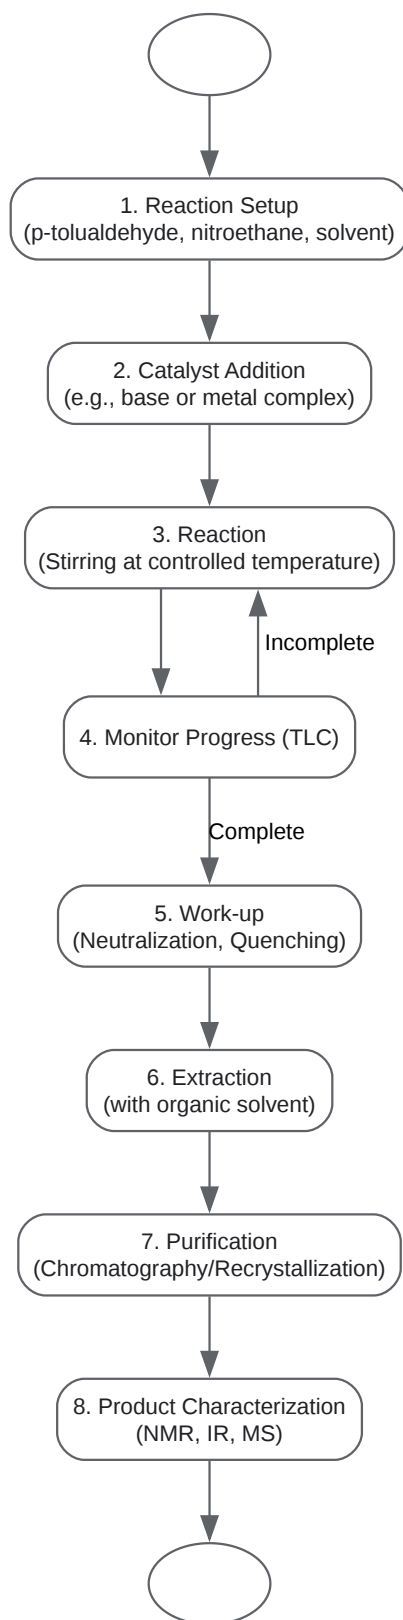 1. Reaction Setup
(p-tolualdehyde, nitroethane, solvent)
2. Catalyst Addition
(e.g., base or metal complex)
3. Reaction
(Stirring at controlled temperature)
Incomplete
4. Monitor Progress (TLC)
Complete
5. Work-up
(Neutralization, Quenching)
6. Extraction
(with organic solvent)
7. Purification
(Chromatography/Recrystallization)
8. Product Characterization
(NMR, IR, MS)